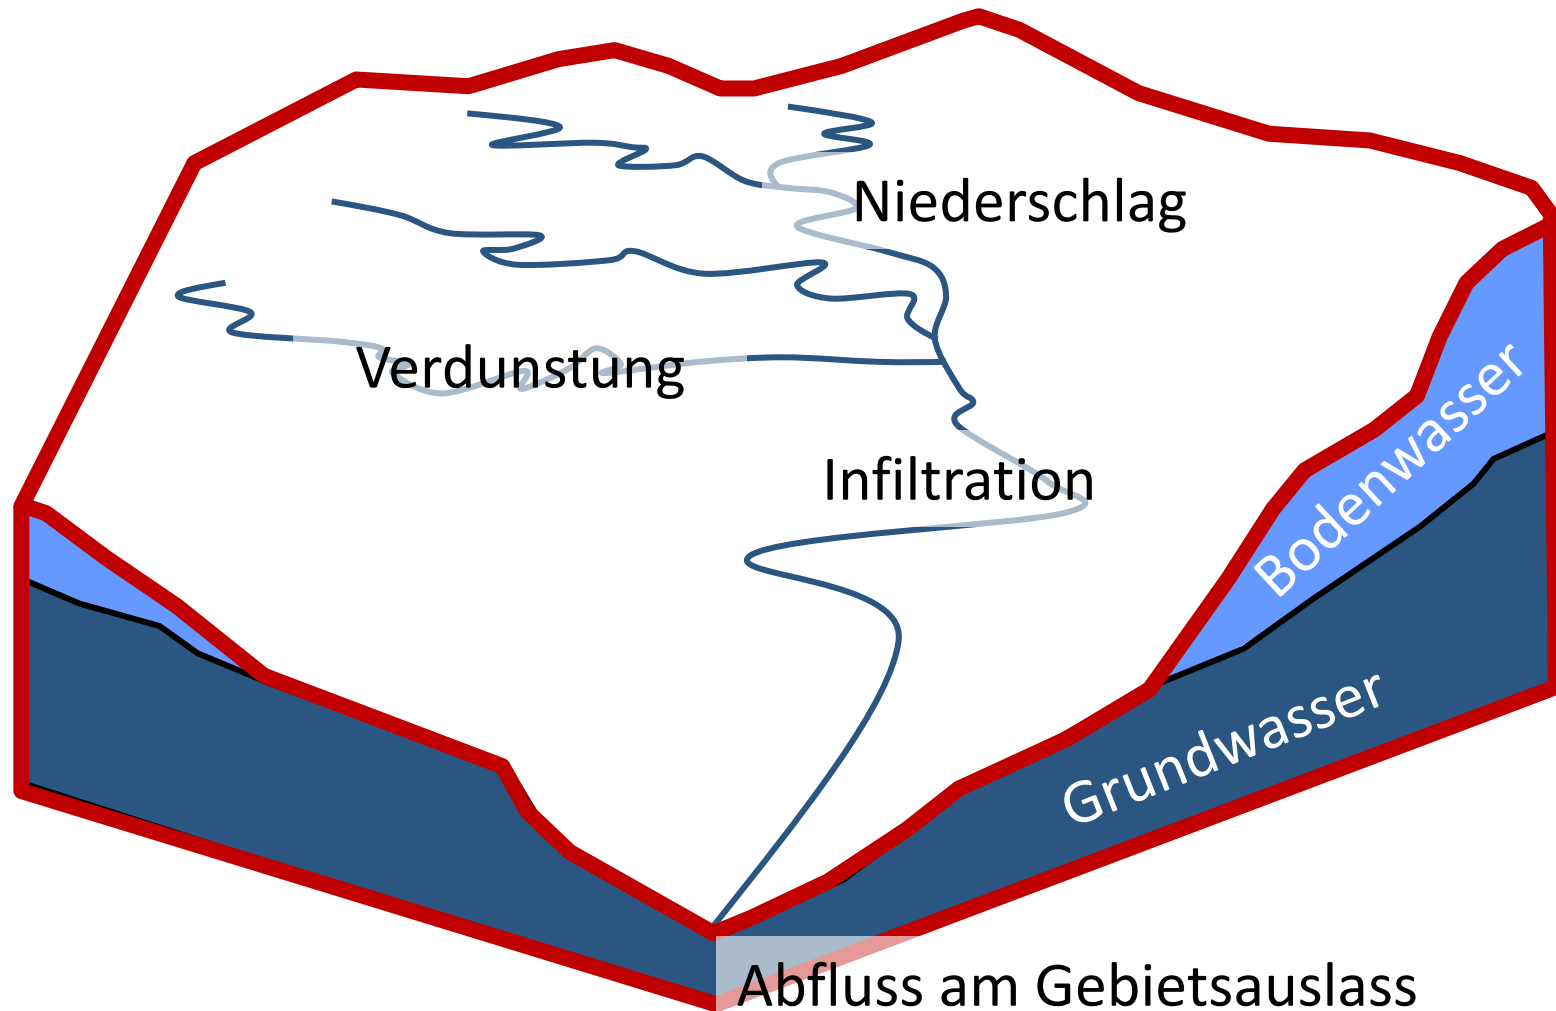 Niederschlag
Verdunstung
Infiltration
Bodenwasser
Grundwasser
Abfluss am Gebietsauslass